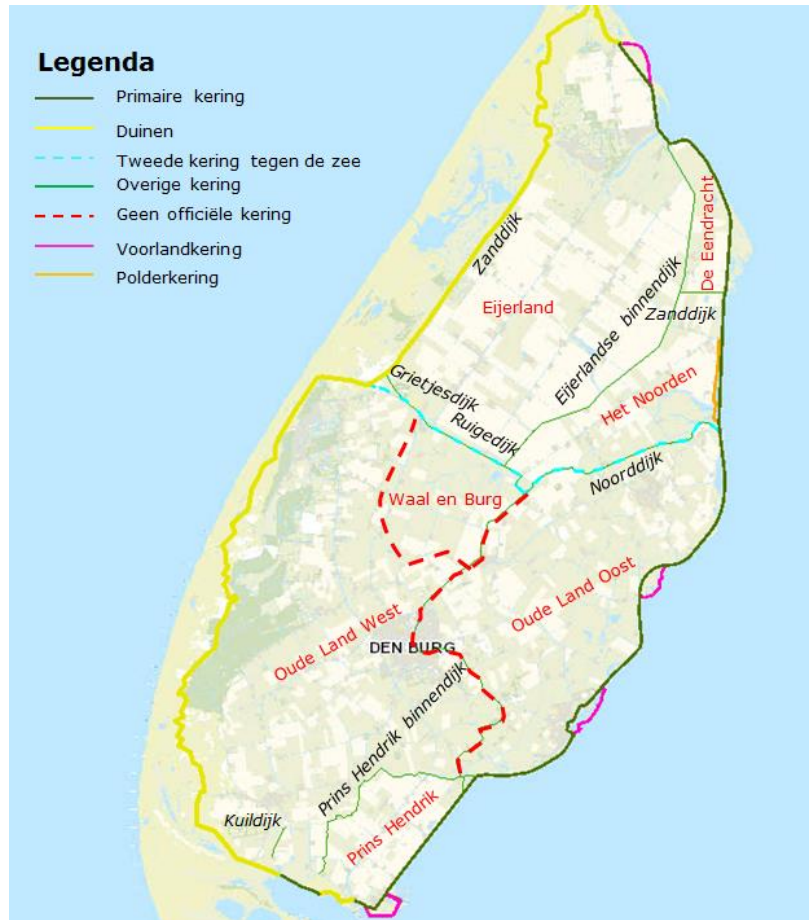 Legenda
Primaire kering
Duinen
Tweede kering tegen de zee
Overige kering
Geen officiële kering
Voorlandkering
Polderkering
De Eendracht
Zanddijk
Eijerland
Eijerlandse binnendijk
Zanddijk
Grietjesdijk
Het Noorden
Ruigedijk
Noorddijk
Waal en Burg
Oude Land Oost
Oude Land West
DEN BURG
Prins Hendrik binnendijk
Prins Hendrik
Kuildijk